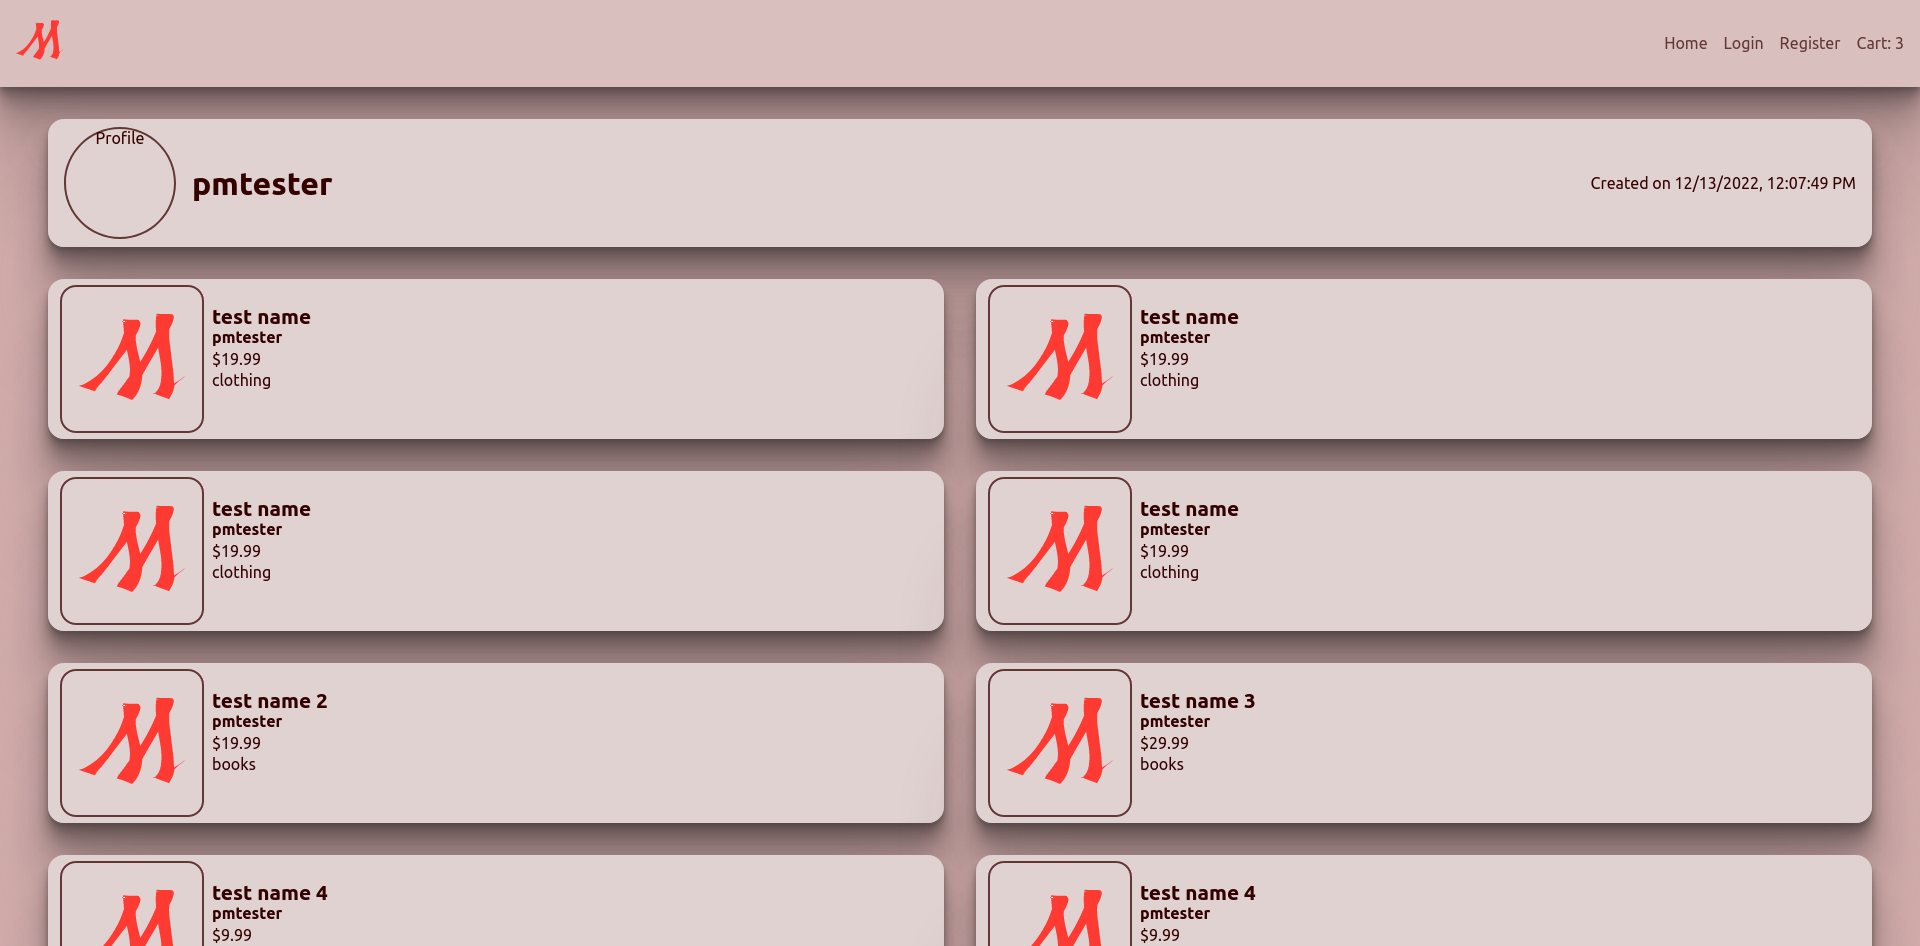 M
Home Login Register Cart: 3
Profile
pmtester
Created on 12/13/2022, 12:07:49 PM
M
test name
pmtester
$19.99
clothing
M
test name
pmtester
$19.99
clothing
M
test name
pmtester
$19.99
clothing
M
test name
pmtester
$19.99
clothing
M
test name 2
pmtester
$19.99
books
M
test name 3
pmtester
$29.99
books
M
test name 4
pmtester
$9.99
M
test name 4
pmtester
$9.99